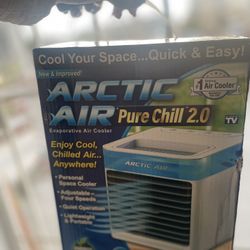 Cool Your Space...Quick & Easy!
New & Improved!
#1
Air Cooler
ARCTIC
AIR
Pure Chill 2.0
Evaporative Air Cooler
TV
Enjoy Cool,
Chilled Air...
Anywhere!
ARCTIC AIR
• Personal
Space Cooler
• Adjustable –
Four Speeds
• Quiet Operation
• Lightweight &
Portable